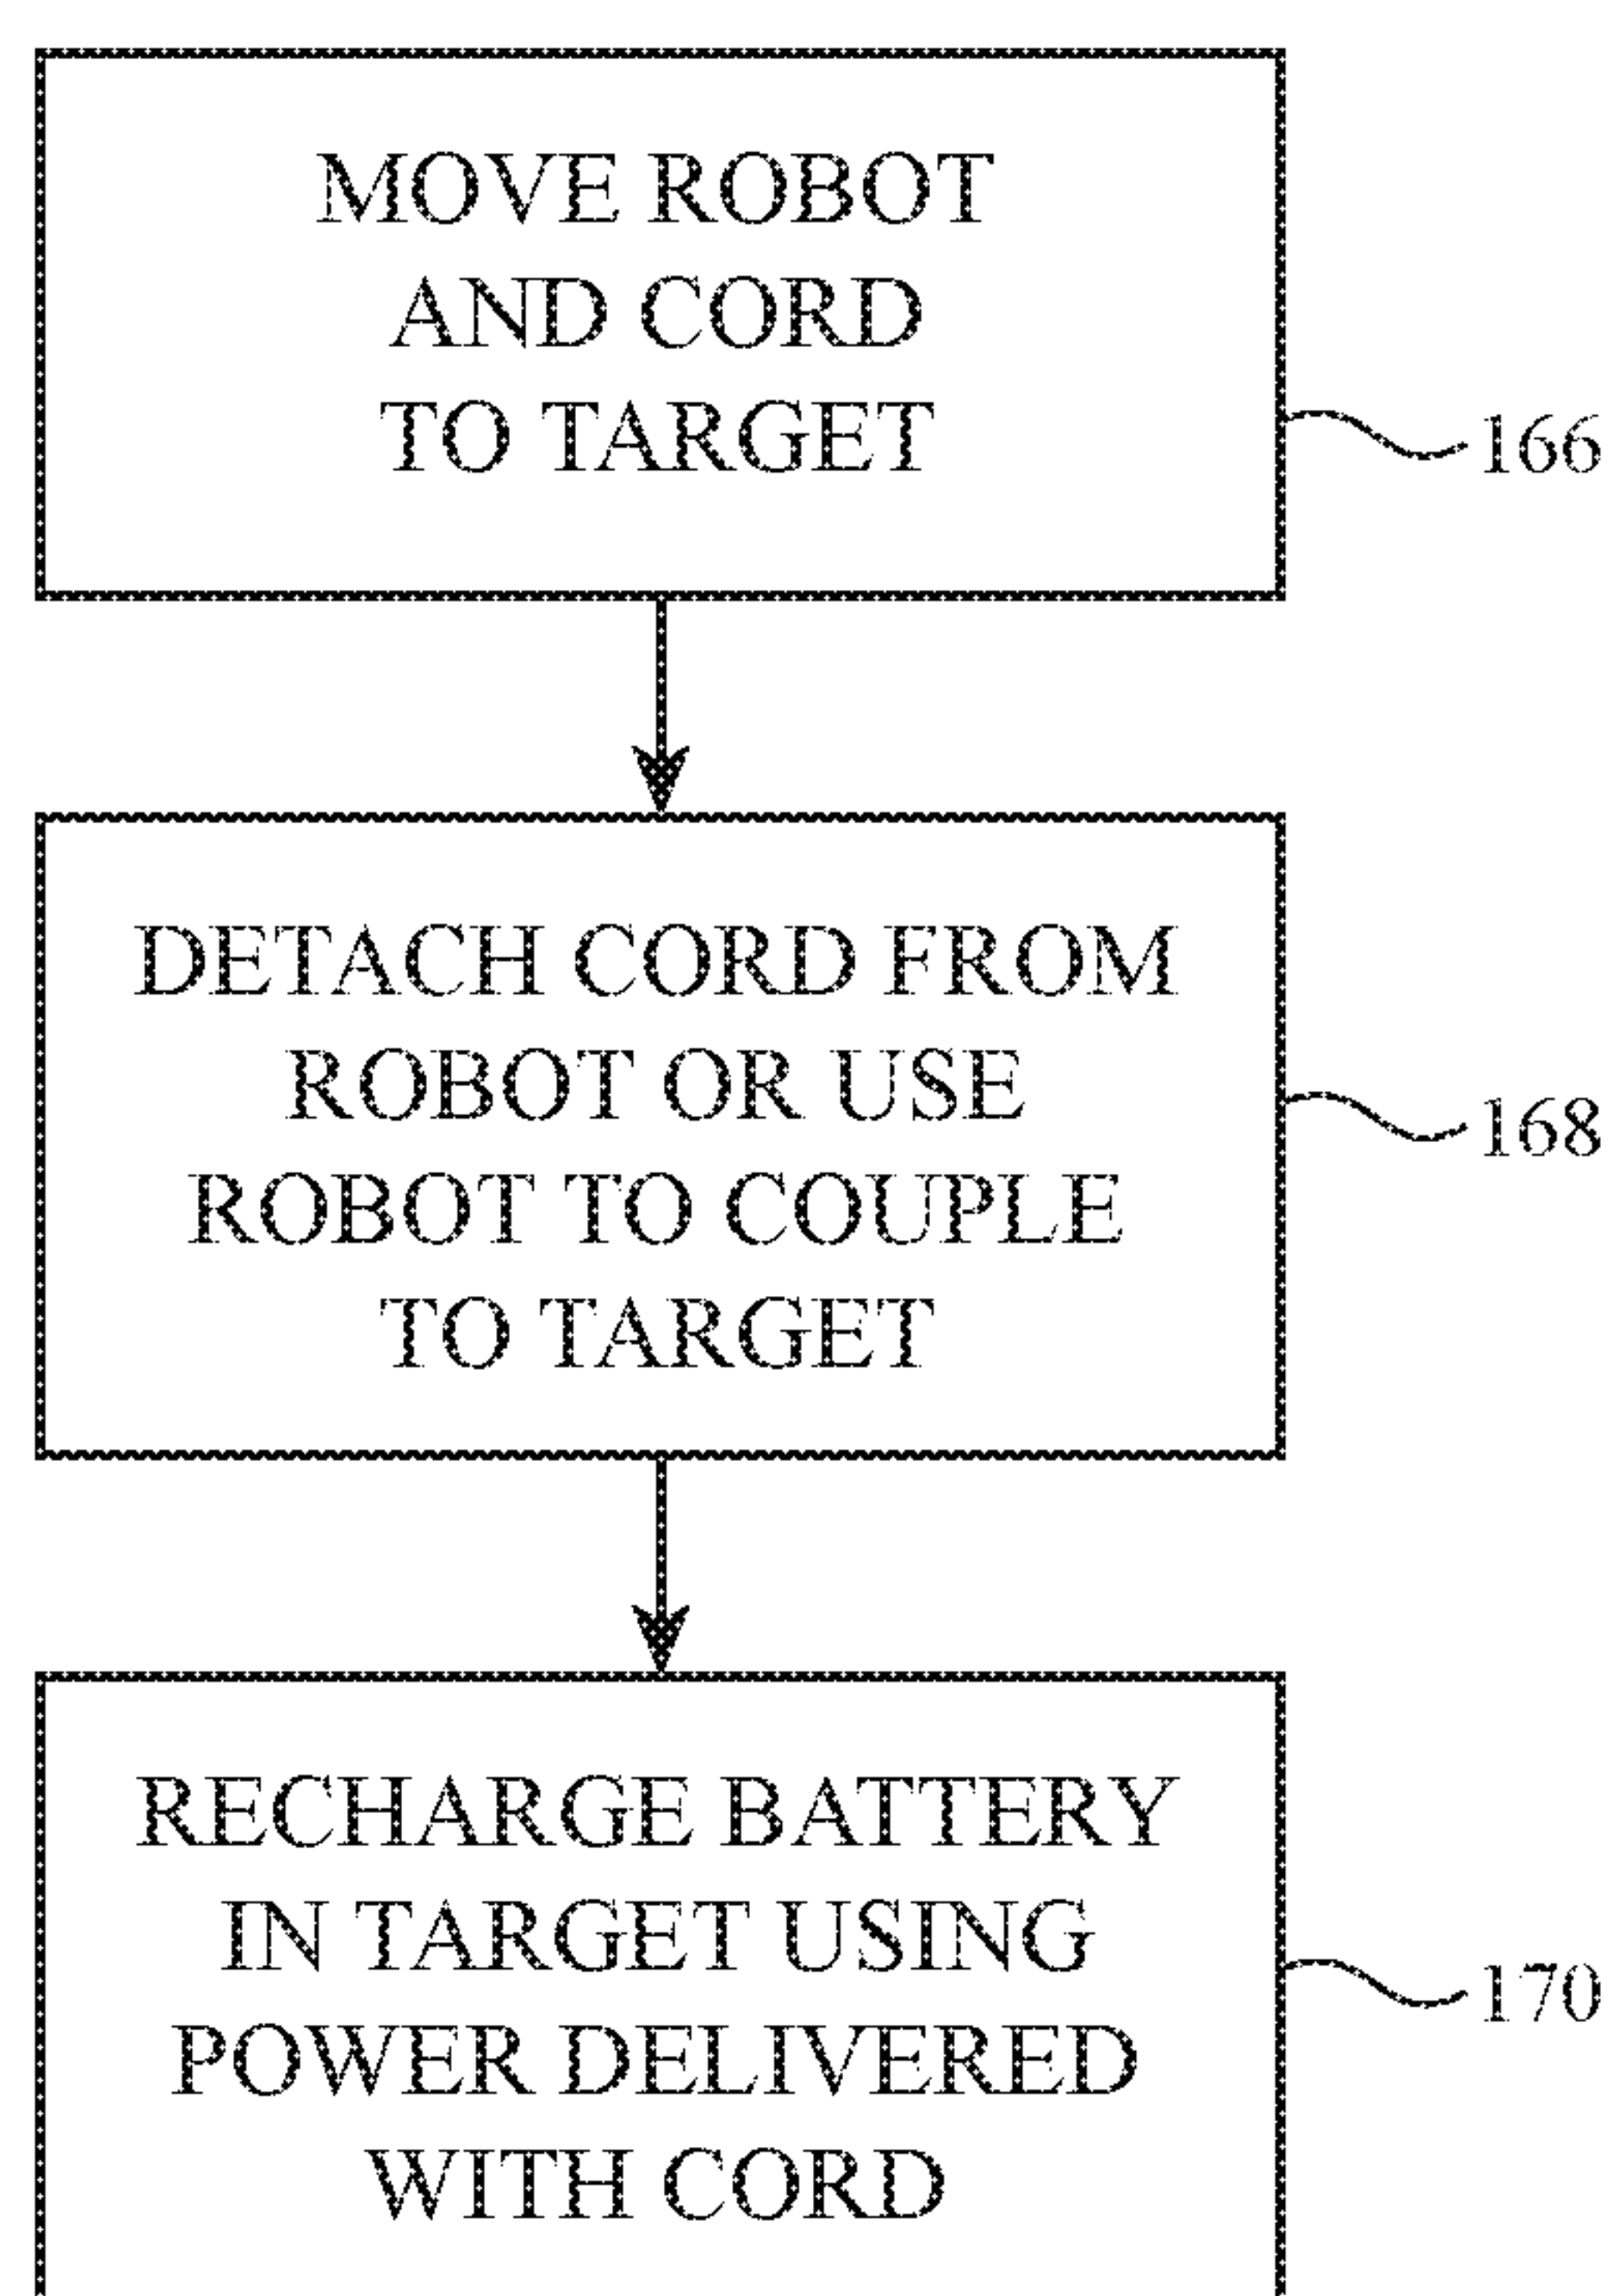 MOVE ROBOT
AND CORD
TO TARGET
166
DETACH CORD FROM
ROBOT OR USE
ROBOT TO COUPLE
TO TARGET
168
RECHARGE BATTERY
IN TARGET USING
POWER DELIVERED
WITH CORD
170